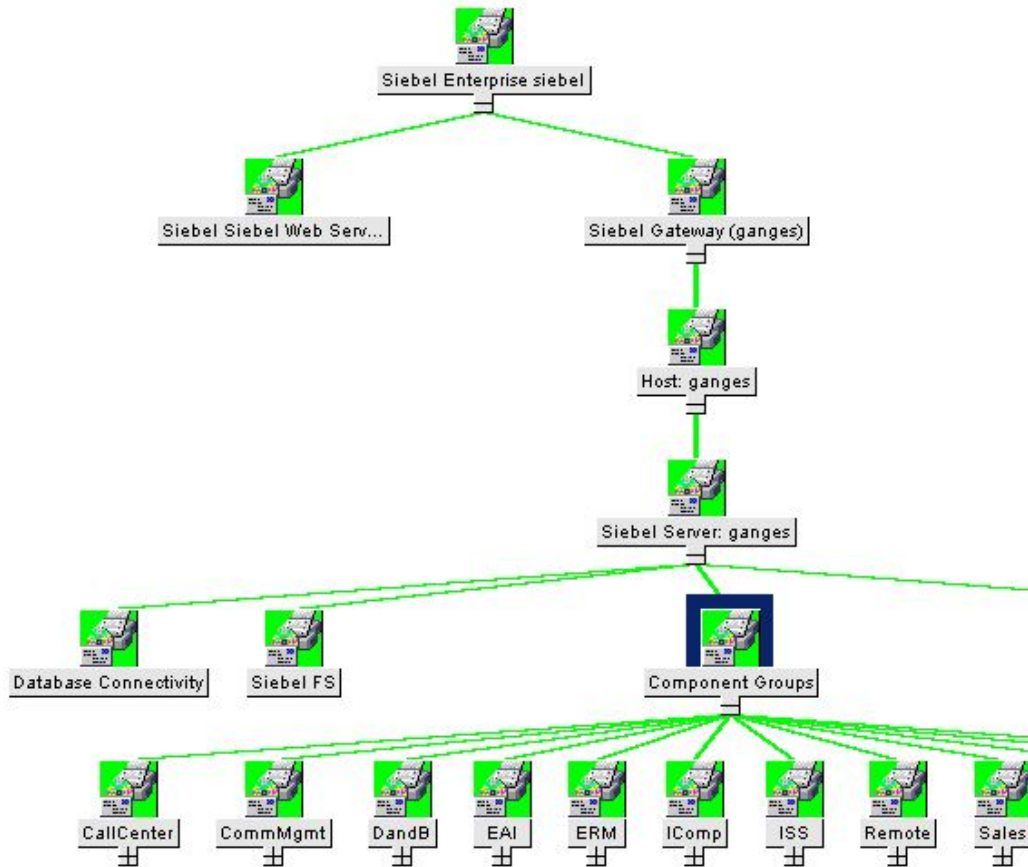 Siebel Enterprise siebel
Siebel Siebel Web Serv...
Siebel Gateway (ganges)
Host: ganges
Siebel Server: ganges
Database Connectivity
Siebel FS
Component Groups
CallCenter
CommMgmt
DandB
EAI
ERM
IComp
ISS
Remote
Sales